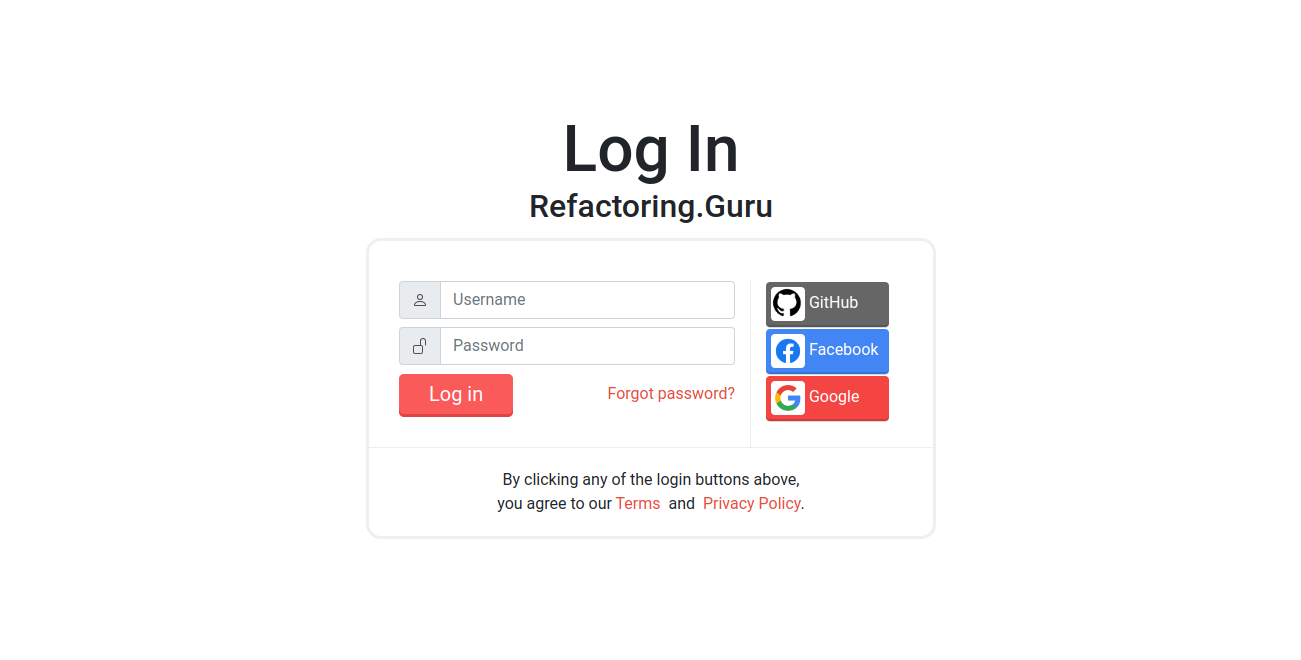 Log In
Refactoring.Guru
Username
Password
Log in
Forgot password?
GitHub
Facebook
Google
By clicking any of the login buttons above,
you agree to our Terms and Privacy Policy.